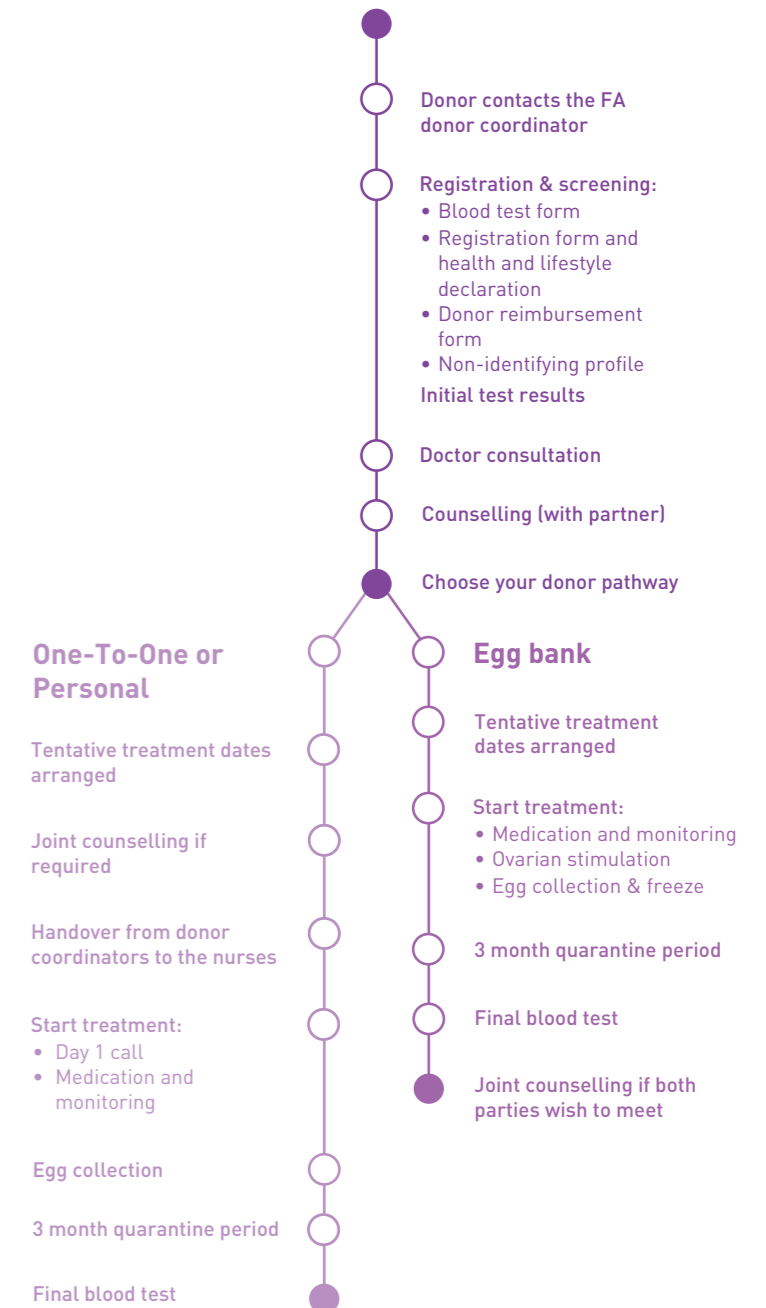 Donor contacts the FA
donor coordinator
Registration & screening:
• Blood test form
• Registration form and
health and lifestyle
declaration
• Donor reimbursement
form
• Non-identifying profile
Initial test results
Doctor consultation
Counselling (with partner)
Choose your donor pathway
One-To-One or
Personal
Tentative treatment dates
arranged
Joint counselling if
required
Handover from donor
coordinators to the nurses
Start treatment:
• Day 1 call
• Medication and
monitoring
Egg collection
3 month quarantine period
Final blood test
Egg bank
Tentative treatment
dates arranged
Start treatment:
• Medication and monitoring
• Ovarian stimulation
• Egg collection & freeze
3 month quarantine period
Final blood test
Joint counselling if both
parties wish to meet